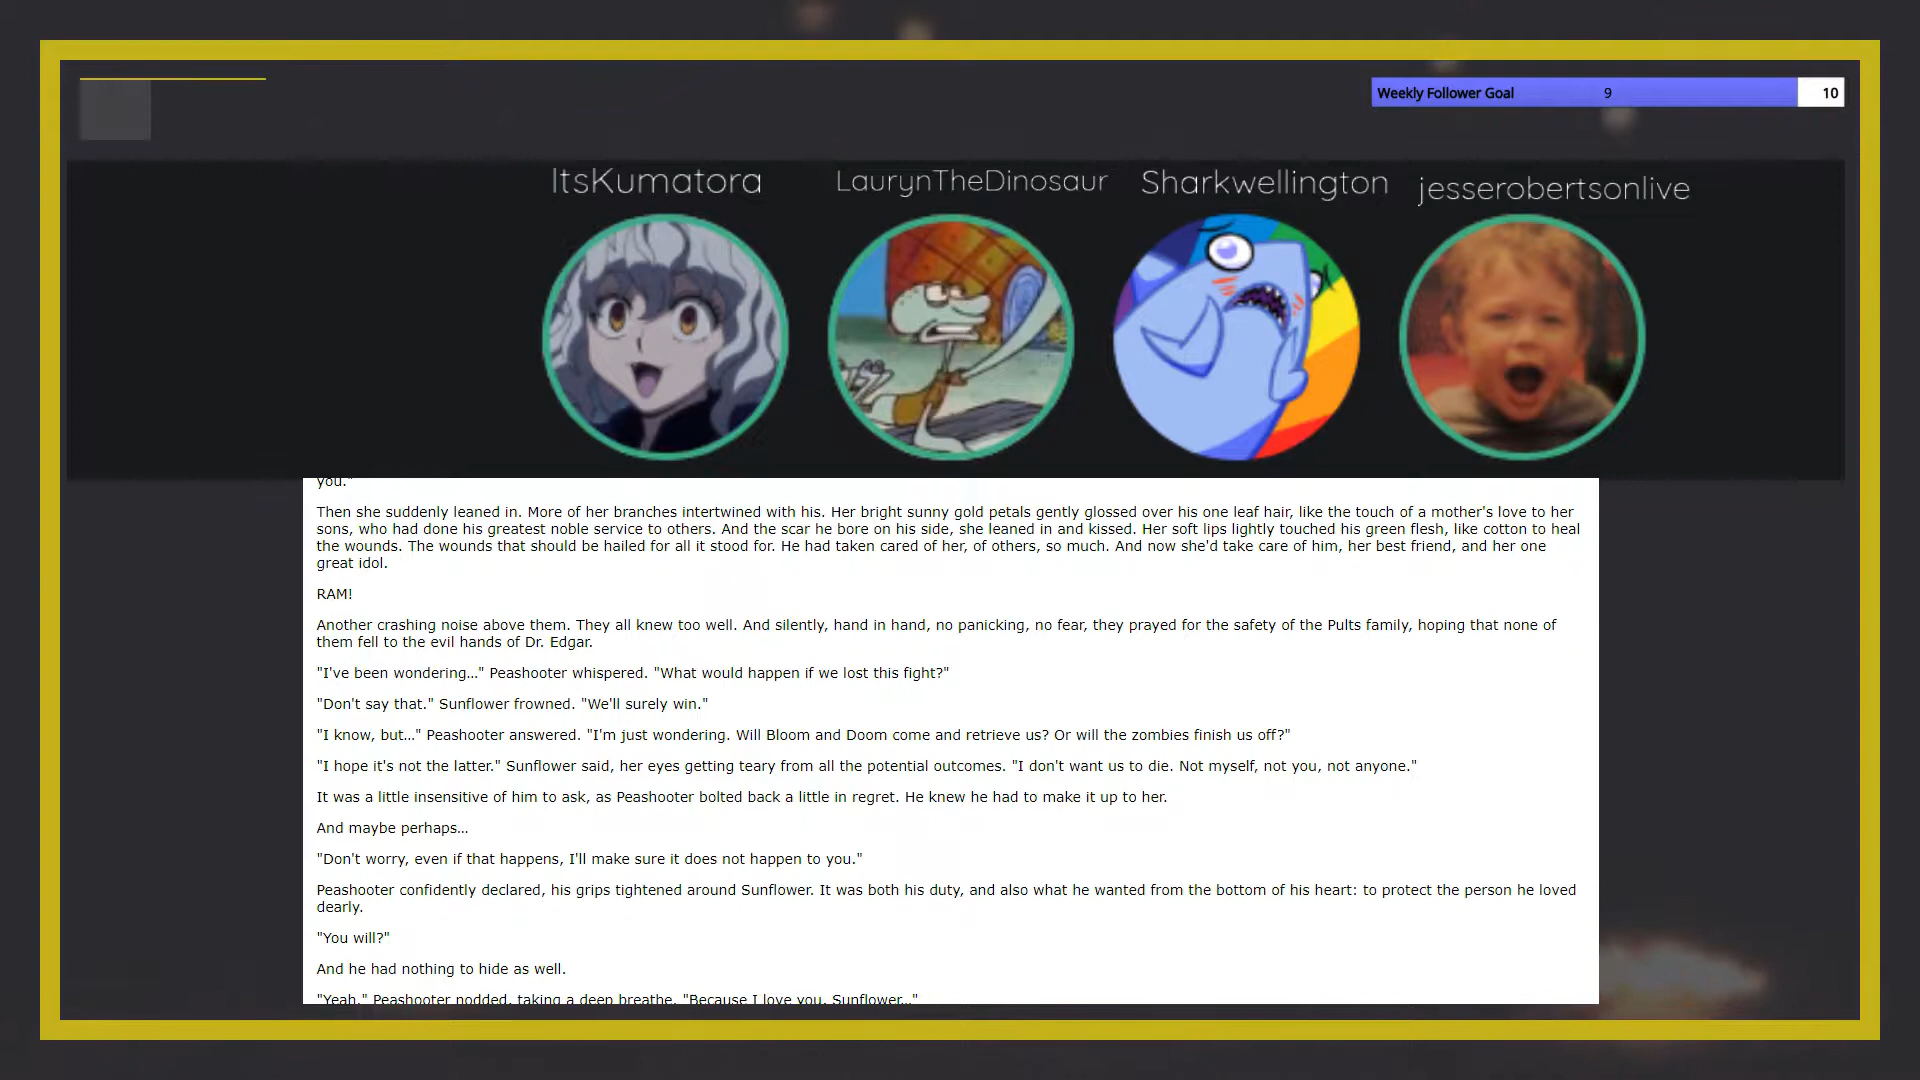 Weekly Follower Goal 9 10
ItsKumatora LaurynTheDinosaur Sharkwellington jesserobertsonlive
you."
Then she suddenly leaned in. More of her branches intertwined with his. Her bright sunny gold petals gently glossed over his one leaf hair, like the touch of a mother's love to her
sons, who had done his greatest noble service to others. And the scar he bore on his side, she leaned in and kissed. Her soft lips lightly touched his green flesh, like cotton to heal
the wounds. The wounds that should be hailed for all it stood for. He had taken cared of her, of others, so much. And now she'd take care of him, her best friend, and her one
great idol.
RAM!
Another crashing noise above them. They all knew too well. And silently, hand in hand, no panicking, no fear, they prayed for the safety of the Pults family, hoping that none of
them fell to the evil hands of Dr. Edgar.
"I've been wondering..." Peashooter whispered. "What would happen if we lost this fight?"
"Don't say that." Sunflower frowned. "We'll surely win."
"I know, but..." Peashooter answered. "I'm just wondering. Will Bloom and Doom come and retrieve us? Or will the zombies finish us off?"
"I hope it's not the latter." Sunflower said, her eyes getting teary from all the potential outcomes. "I don't want us to die. Not myself, not you, not anyone."
It was a little insensitive of him to ask, as Peashooter bolted back a little in regret. He knew he had to make it up to her.
And maybe perhaps...
"Don't worry, even if that happens, I'll make sure it does not happen to you."
Peashooter confidently declared, his grips tightened around Sunflower. It was both his duty, and also what he wanted from the bottom of his heart: to protect the person he loved
dearly.
"You will?"
And he had nothing to hide as well.
"Yeah." Peashooter nodded, taking a deep breathe. "Because I love you, Sunflower..."